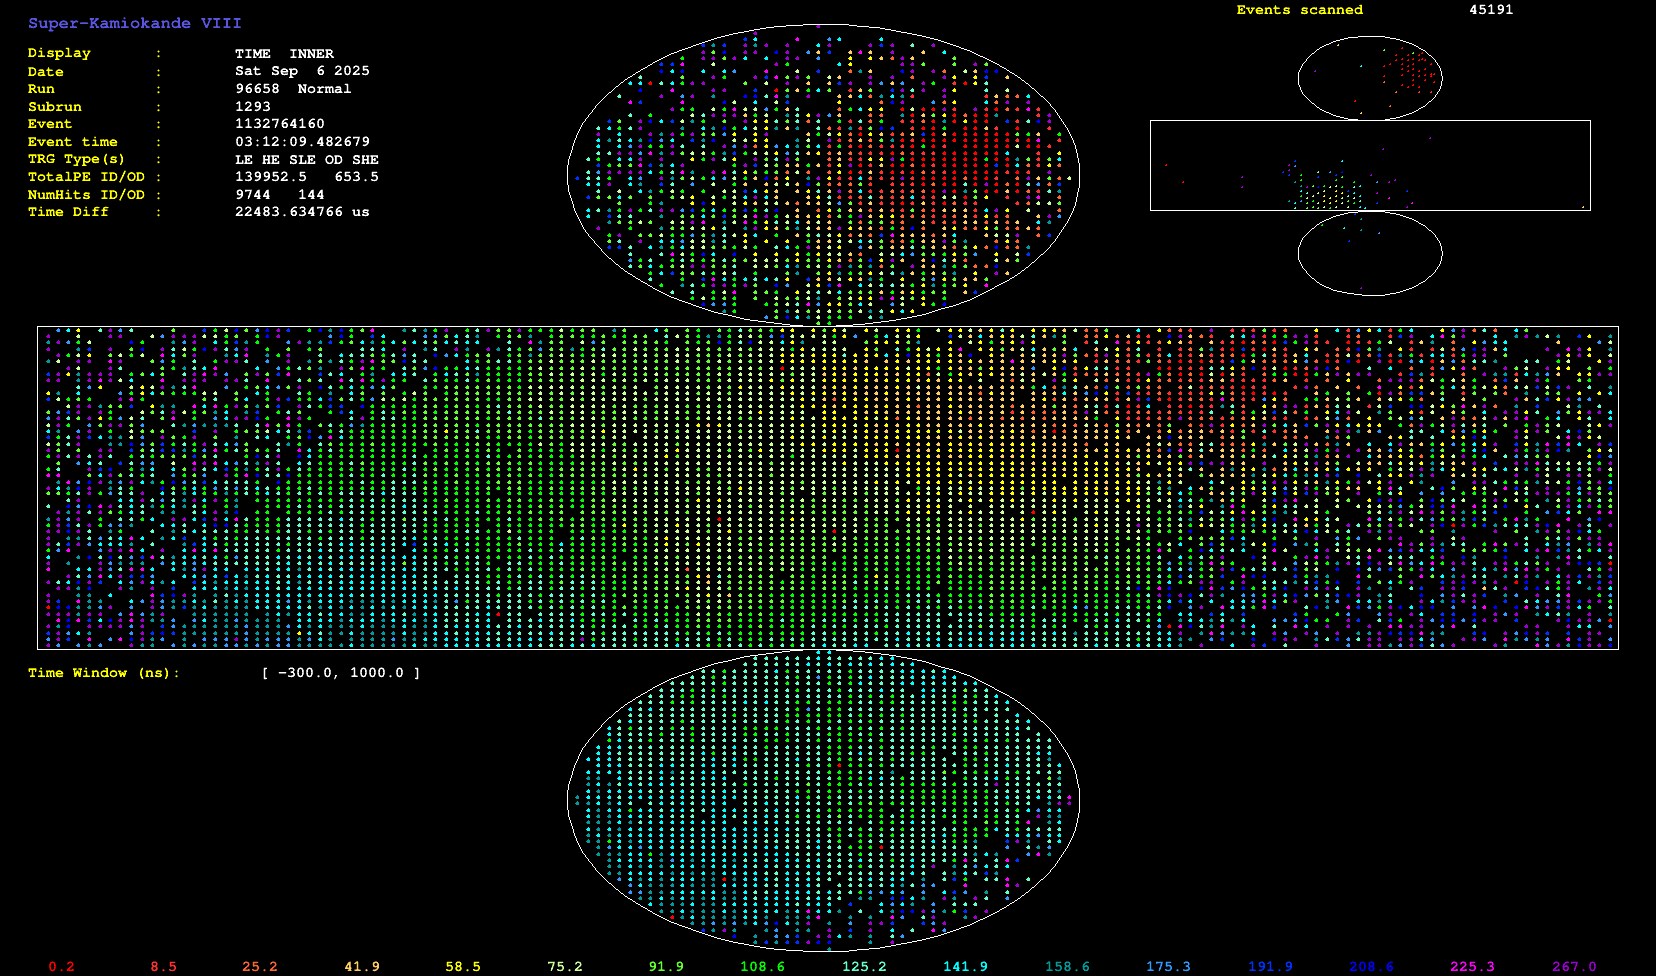 Super-Kamiokande VIII
Events scanned 45191
Display : TIME INNER
Date : Sat Sep 6 2025
Run : 96658 Normal
Subrun : 1293
Event : 1132764160
Event time : 03:12:09.482679
TRG Type(s) : LE HE SLE OD SHE
TotalPE ID/OD : 139952.5 653.5
NumHits ID/OD : 9744 144
Time Diff : 22483.634766 us
Time Window (ns): [ -300.0, 1000.0 ]
0.2 8.5 25.2 41.9 58.5 75.2 91.9 108.6 125.2 141.9 158.6 175.3 191.9 208.6 225.3 267.0